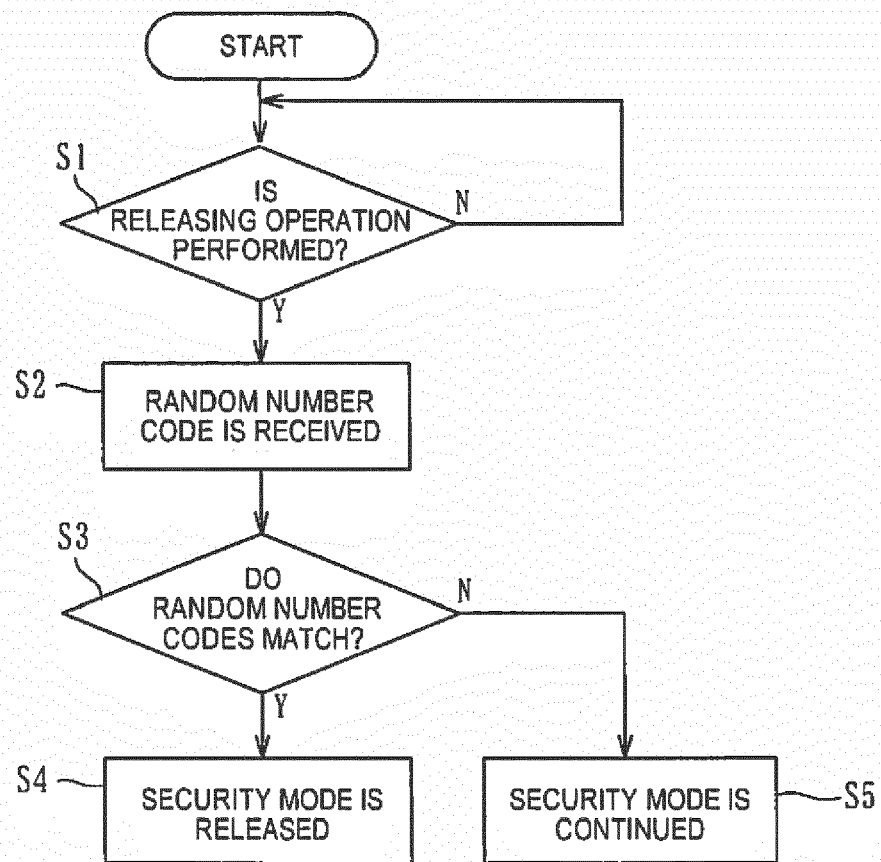 START
S1
IS
RELEASING OPERATION
PERFORMED?
N
Y
S2
RANDOM NUMBER
CODE IS RECEIVED
S3
DO
RANDOM NUMBER
CODES MATCH?
N
Y
S4
SECURITY MODE IS
RELEASED
SECURITY MODE IS
CONTINUED
S5